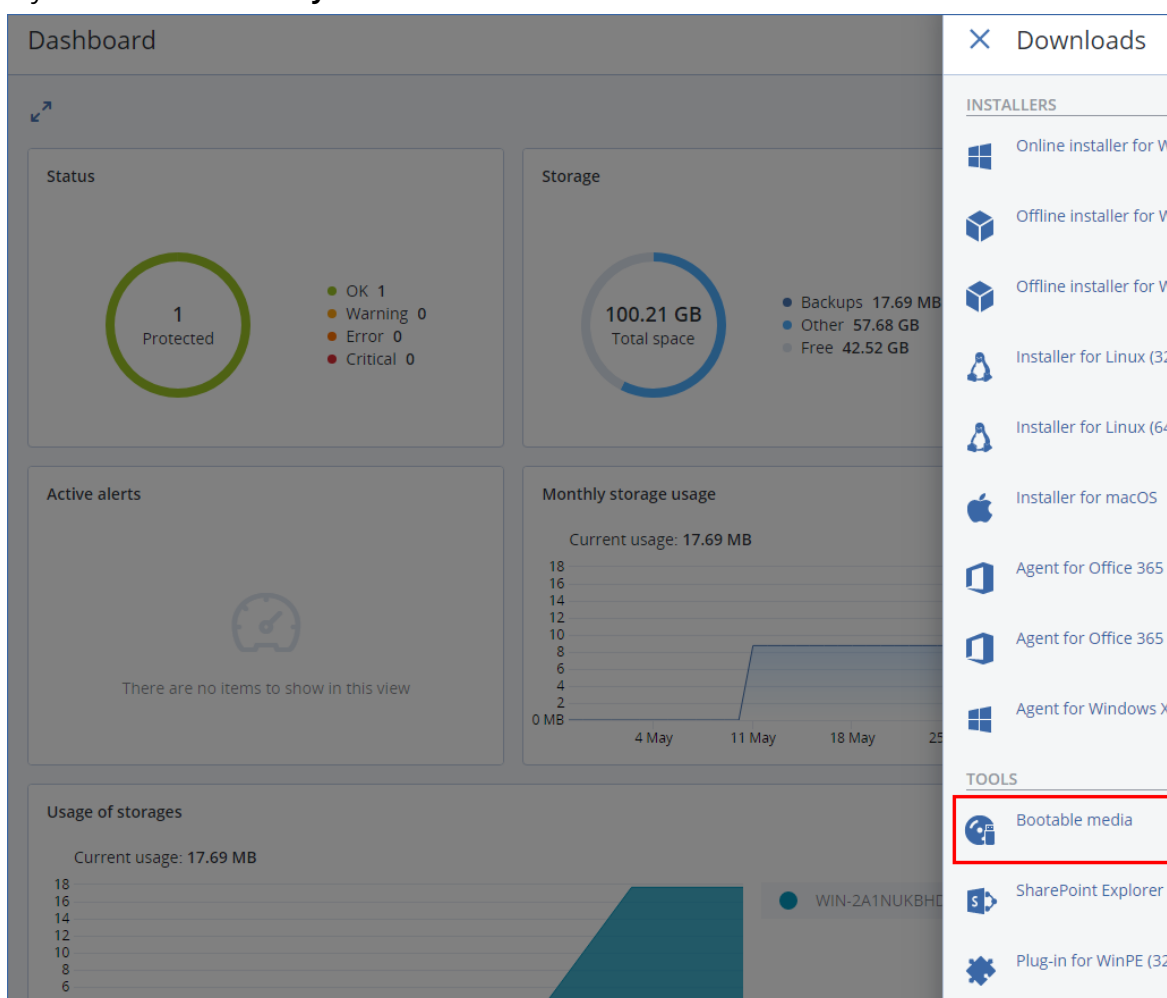 Dashboard
Status
1
Protected
OK 1
Warning 0
Error 0
Critical 0
Storage
100.21 GB
Total space
Backups 17.69 MB
Other 57.68 GB
Free 42.52 GB
Active alerts
There are no items to show in this view
Monthly storage usage
Current usage: 17.69 MB
18
16
14
12
10
8
6
4
2
0 MB
4 May 11 May 18 May 25
Usage of storages
Current usage: 17.69 MB
18
16
14
12
10
8
6
WIN-2A1NUKBHD
Downloads
INSTALLERS
Online installer for W
Offline installer for W
Offline installer for W
Installer for Linux (32
Installer for Linux (64
Installer for macOS
Agent for Office 365
Agent for Office 365
Agent for Windows X
TOOLS
Bootable media
SharePoint Explorer
Plug-in for WinPE (32